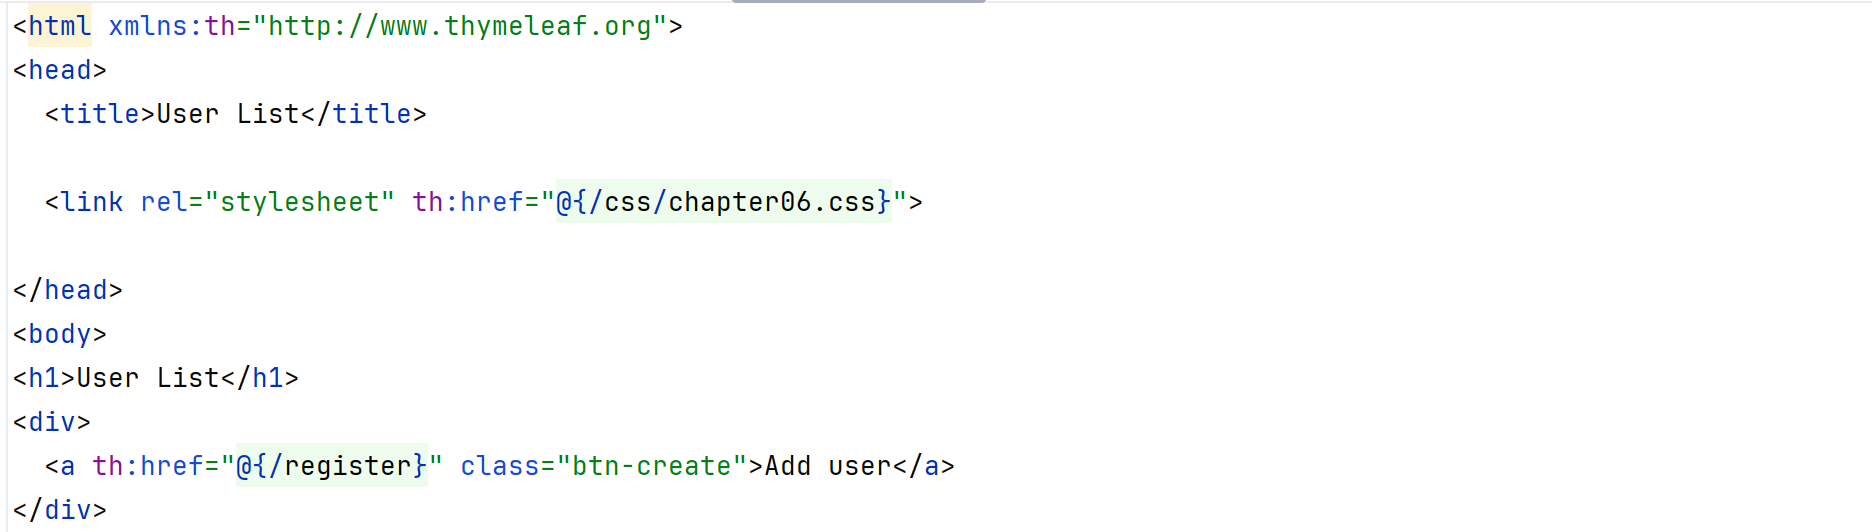 <html xmlns:th="http://www.thymeleaf.org">
<head>
  <title>User List</title>
  <link rel="stylesheet" th:href="@{/css/chapter06.css}">
</head>
<body>
<h1>User List</h1>
<div>
  <a th:href="@{/register}" class="btn-create">Add user</a>
</div>